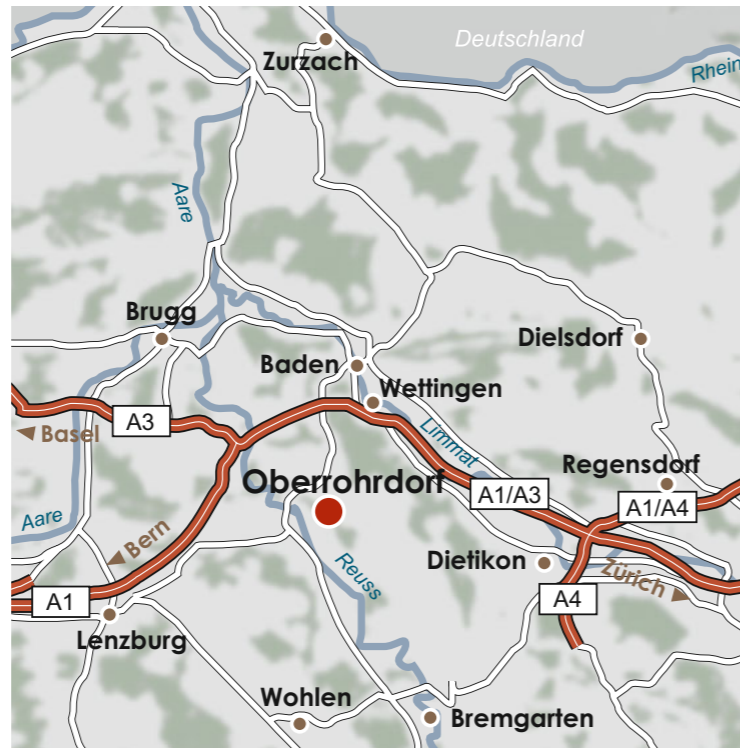 Deutschland
Zurzach
Rhein
Aare
Brugg
Dielsdorf
Baden
Wettingen
A3
Basel
Limmat
Regensdorf
Oberrohrdorf
A1/A3
A1/A4
Aare
Bern
Reuss
Dietikon
Zürich
A1
A4
Lenzburg
Wohlen
Bremgarten